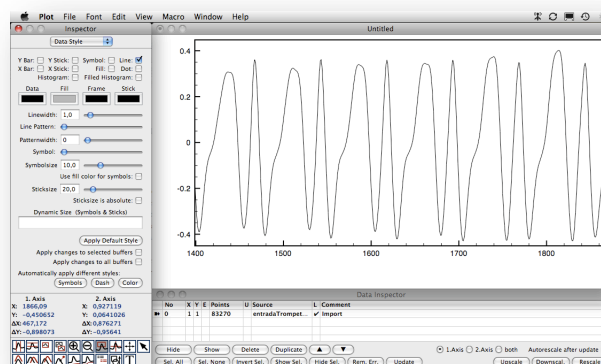 Plot File Font Edit View Macro Window Help
Inspector
Data Style
Y Bar: Y Stick: Symbol: Line:
X Bar: X Stick: Fill: Dot:
Histogram: Filled Histogram:
Data Fill Frame Stick
Linewidth: 1,0
Line Pattern:
Patternwidth: 0
Symbol:
Symbolsize 10,0
Use fill color for symbols:
Sticksize 20,0
Sticksize is absolute:
Dynamic Size (Symbols & Sticks)
Apply Default Style
Apply changes to selected buffers
Apply changes to all buffers
Automatically apply different styles:
Symbols Dash Color
1. Axis 2. Axis
X: 1866,09 X: 0,927119
Y: -0,450652 Y: 0,0641026
ΔX: 467,172 ΔX: 0,876271
ΔY: -0,898073 ΔY: -0,95641
Untitled
0.4
0.2
0
-0.2
-0.4
1400 1500 1600 1700 1800
Data Inspector
No X Y E Points U Source L Comment
0 1 1 83270 entradaTrompet... Import
Hide Show Delete Duplicate 1.Axis 2.Axis both Autorescale after update
Sel. All Sel. None Invert Sel. Show Sel. Hide Sel. Rem. Err. Update Upscale Downscal. Rescale